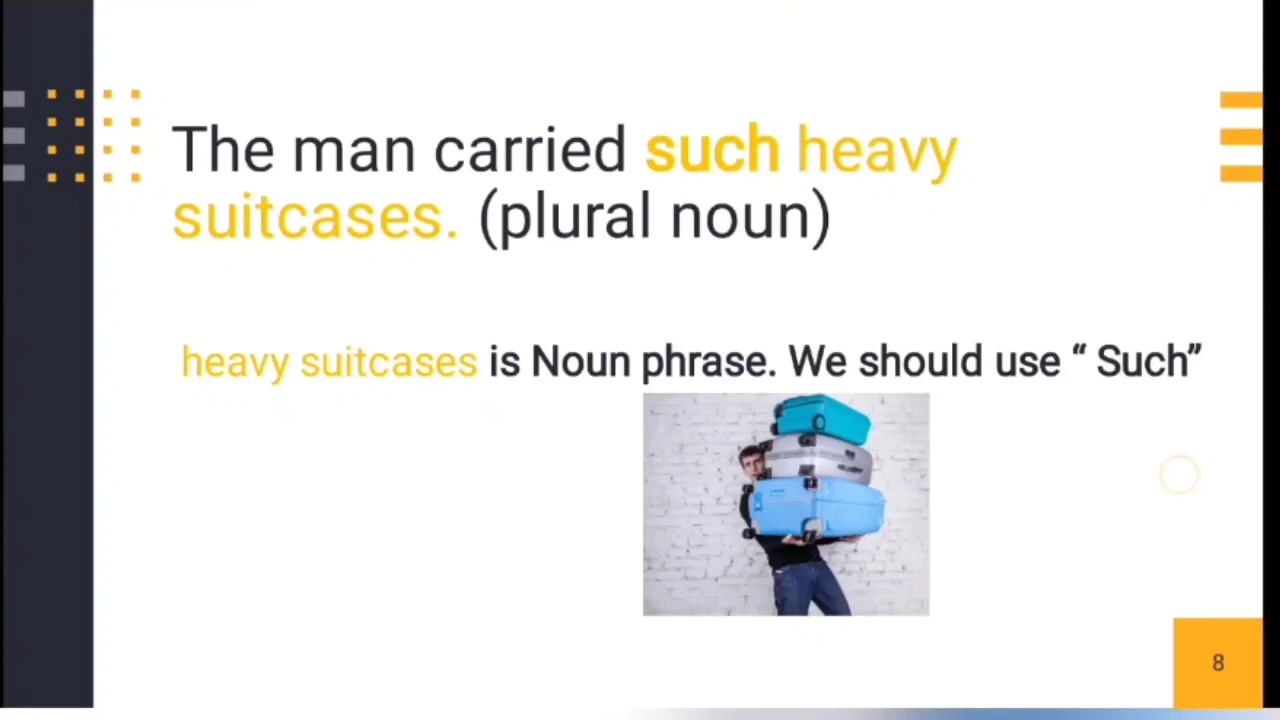 The man carried such heavy
suitcases. (plural noun)
heavy suitcases is Noun phrase. We should use “ Such”
8